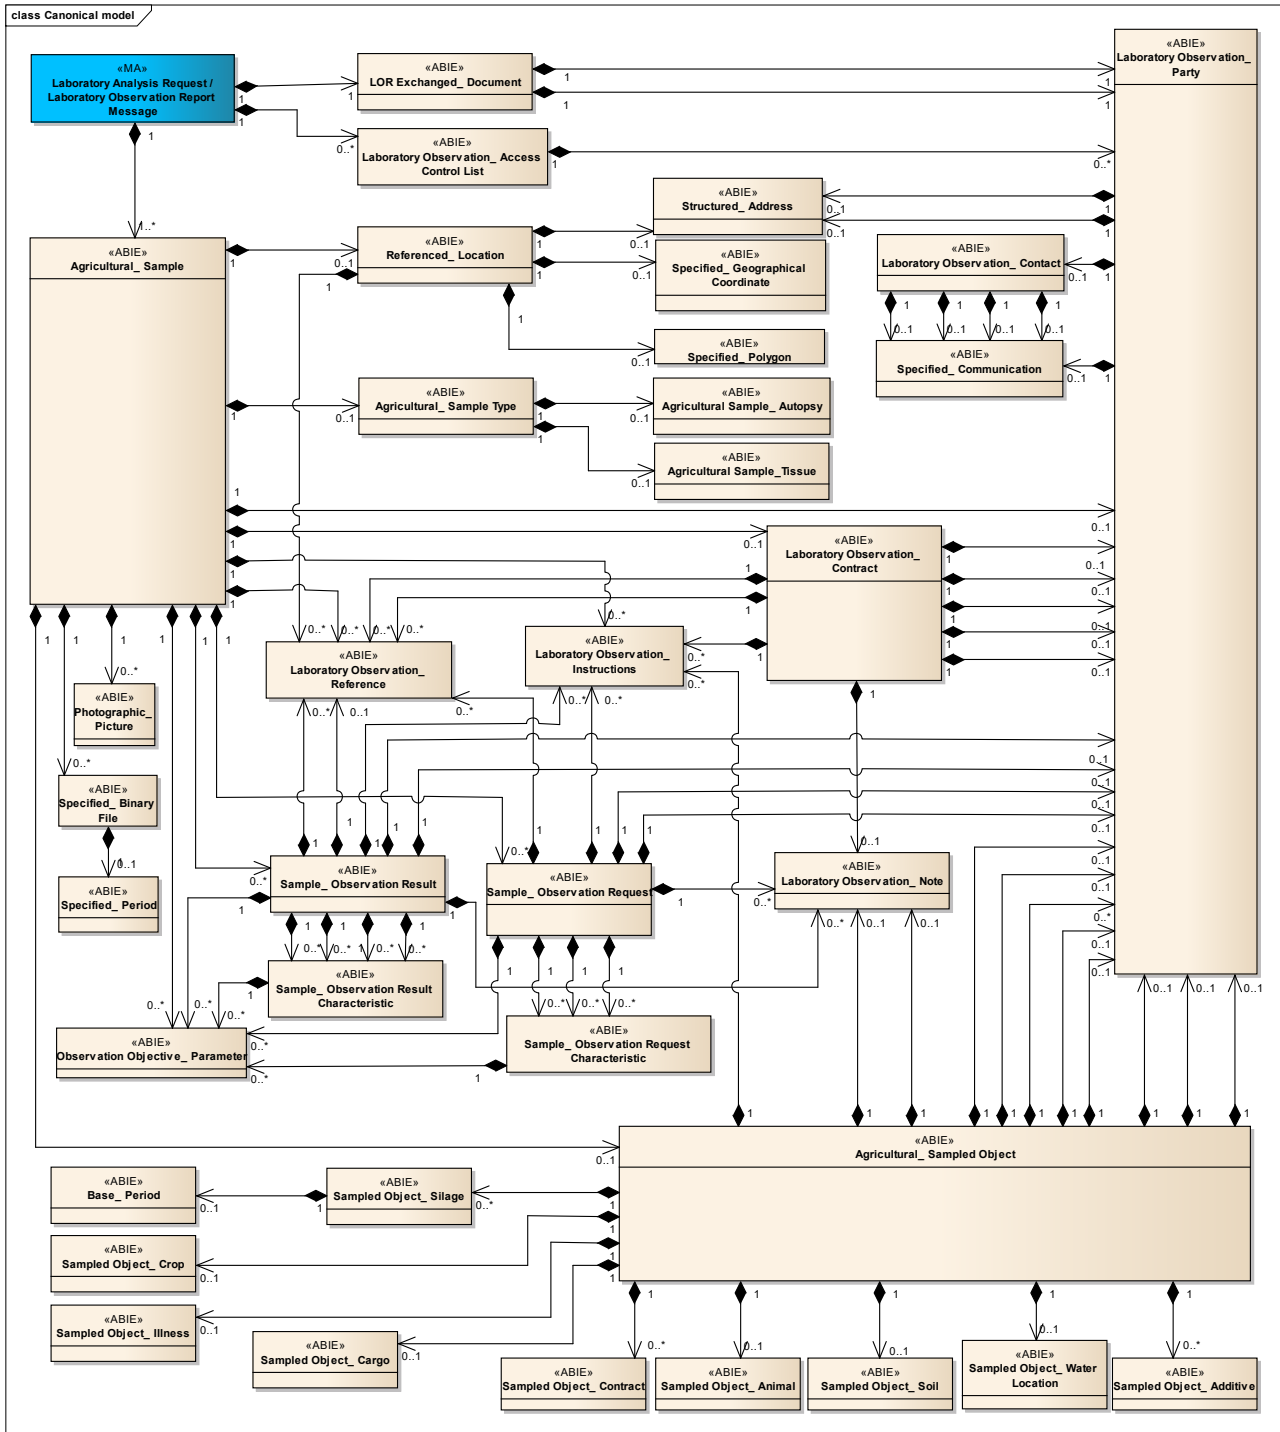 class Canonical model
«MA»
Laboratory Analysis Request /
Laboratory Observation Report
Message
«ABIE»
LOR Exchanged_ Document
«ABIE»
Laboratory Observation_
Party
«ABIE»
Laboratory Observation_ Access
Control List
«ABIE»
Structured_ Address
«ABIE»
Agricultural_ Sample
«ABIE»
Referenced_ Location
«ABIE»
Specified_ Geographical
Coordinate
«ABIE»
Laboratory Observation_ Contact
«ABIE»
Specified_ Polygon
«ABIE»
Specified_ Communication
«ABIE»
Agricultural_ Sample Type
«ABIE»
Agricultural Sample_ Autopsy
«ABIE»
Agricultural Sample_Tissue
«ABIE»
Laboratory Observation_
Contract
«ABIE»
Laboratory Observation_
Reference
«ABIE»
Laboratory Observation_
Instructions
«ABIE»
Photographic_
Picture
«ABIE»
Specified_ Binary
File
«ABIE»
Specified_ Period
«ABIE»
Sample_ Observation Result
«ABIE»
Sample_ Observation Request
«ABIE»
Laboratory Observation_ Note
«ABIE»
Sample_ Observation Result
Characteristic
«ABIE»
Observation Objective_ Parameter
«ABIE»
Sample_ Observation Request
Characteristic
«ABIE»
Agricultural_ Sampled Object
«ABIE»
Base_ Period
«ABIE»
Sampled Object_ Silage
«ABIE»
Sampled Object_ Crop
«ABIE»
Sampled Object_ Illness
«ABIE»
Sampled Object_ Cargo
«ABIE»
Sampled Object_ Contract
«ABIE»
Sampled Object_ Animal
«ABIE»
Sampled Object_ Soil
«ABIE»
Sampled Object_ Water
Location
«ABIE»
Sampled Object_ Additive